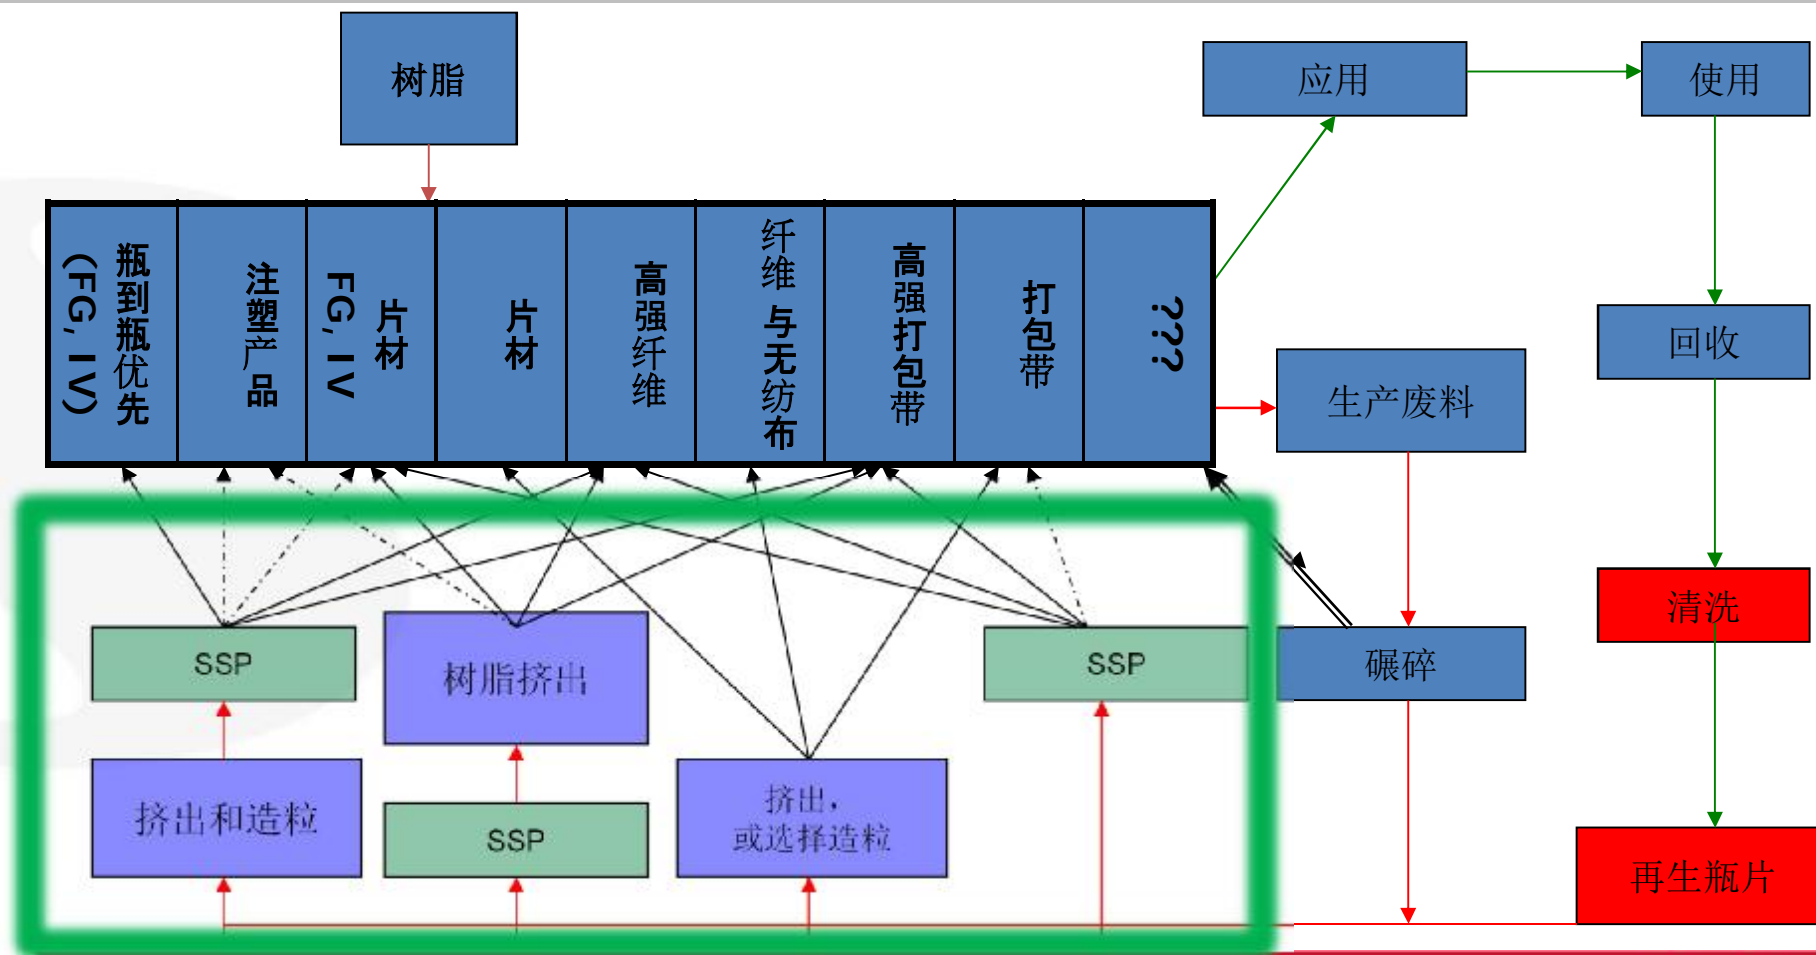 树脂
应用
使用
瓶到瓶优先
(FG, IV)
注塑产品
片材
FG, IV
片材
高强纤维
纤维 与无纺布
高强打包带
打包带
???
生产废料
回收
清洗
SSP
树脂挤出
SSP
碾碎
挤出和造粒
SSP
挤出,
或选择造粒
再生瓶片